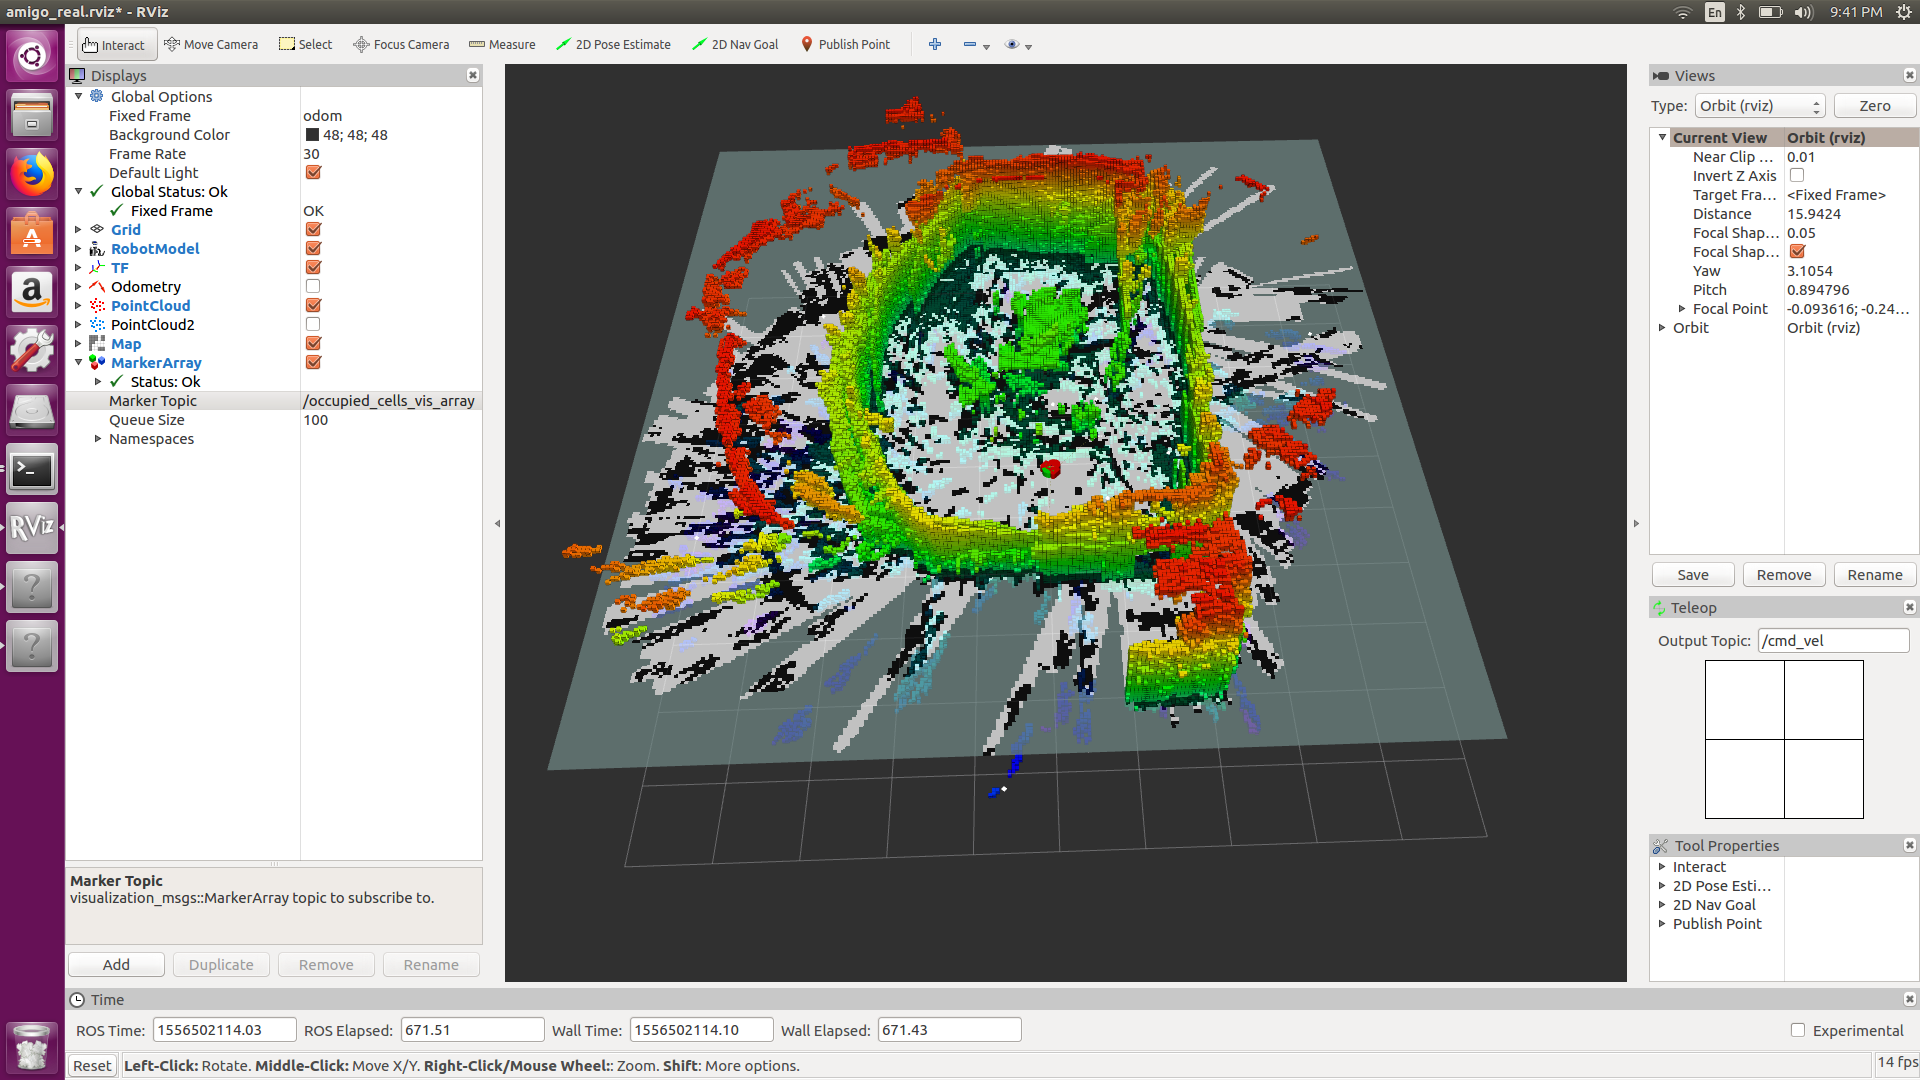 amigo_real.rviz* - RViz
En
9:41 PM
Interact
Move Camera
Select
Focus Camera
Measure
2D Pose Estimate
2D Nav Goal
Publish Point
Displays
Global Options
Fixed Frame odom
Background Color 48; 48; 48
Frame Rate 30
Default Light
Global Status: Ok
Fixed Frame OK
Grid
RobotModel
TF
Odometry
PointCloud
PointCloud2
Map
MarkerArray
Status: Ok
Marker Topic /occupied_cells_vis_array
Queue Size 100
Namespaces
Marker Topic
visualization_msgs::MarkerArray topic to subscribe to.
Add Duplicate Remove Rename
Views
Type: Orbit (rviz) Zero
Current View Orbit (rviz)
Near Clip ... 0.01
Invert Z Axis
Target Fra... <Fixed Frame>
Distance 15.9424
Focal Shap... 0.05
Focal Shap...
Yaw 3.1054
Pitch 0.894796
Focal Point -0.093616; -0.24...
Orbit Orbit (rviz)
Save Remove Rename
Teleop
Output Topic: /cmd_vel
Tool Properties
Interact
2D Pose Esti...
2D Nav Goal
Publish Point
RViz
Time
ROS Time: 1556502114.03 ROS Elapsed: 671.51 Wall Time: 1556502114.10 Wall Elapsed: 671.43 Experimental
Reset Left-Click: Rotate. Middle-Click: Move X/Y. Right-Click/Mouse Wheel:: Zoom. Shift: More options. 14 fps